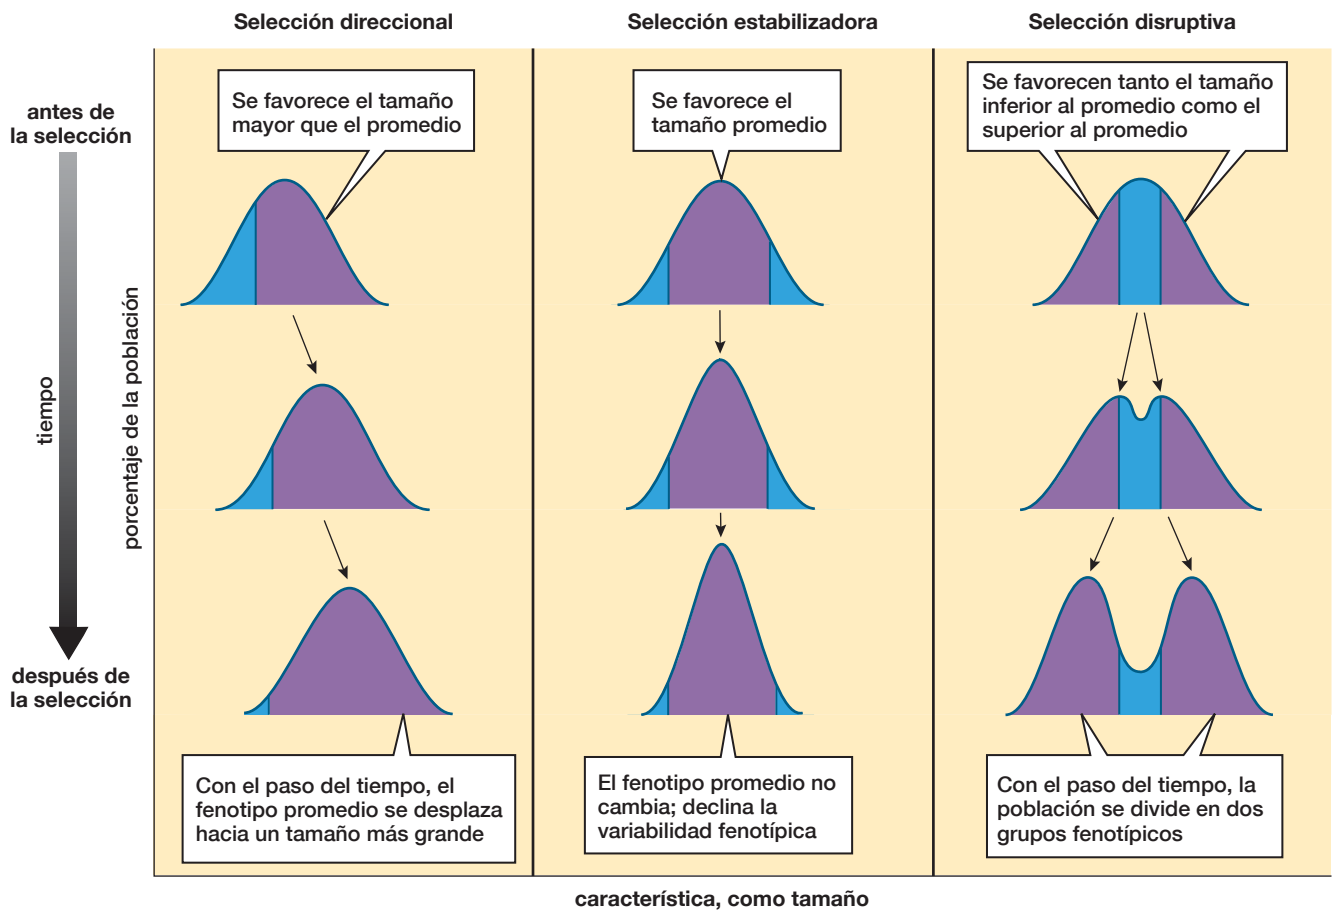 Selección direccional
Selección estabilizadora
Selección disruptiva
antes de
la selección
tiempo
después de
la selección
porcentaje de la población
Se favorece el tamaño
mayor que el promedio
Con el paso del tiempo, el
fenotipo promedio se desplaza
hacia un tamaño más grande
Se favorece el
tamaño promedio
El fenotipo promedio no
cambia; declina la
variabilidad fenotípica
Se favorecen tanto el tamaño
inferior al promedio como el
superior al promedio
Con el paso del tiempo, la
población se divide en dos
grupos fenotípicos
característica, como tamaño